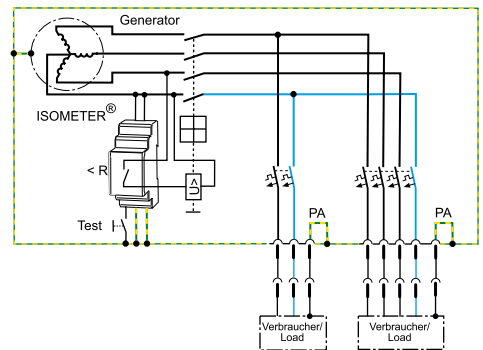 Generator
ISOMETER®
< R
U<
Test
PA
PA
Verbraucher/
Load
Verbraucher/
Load